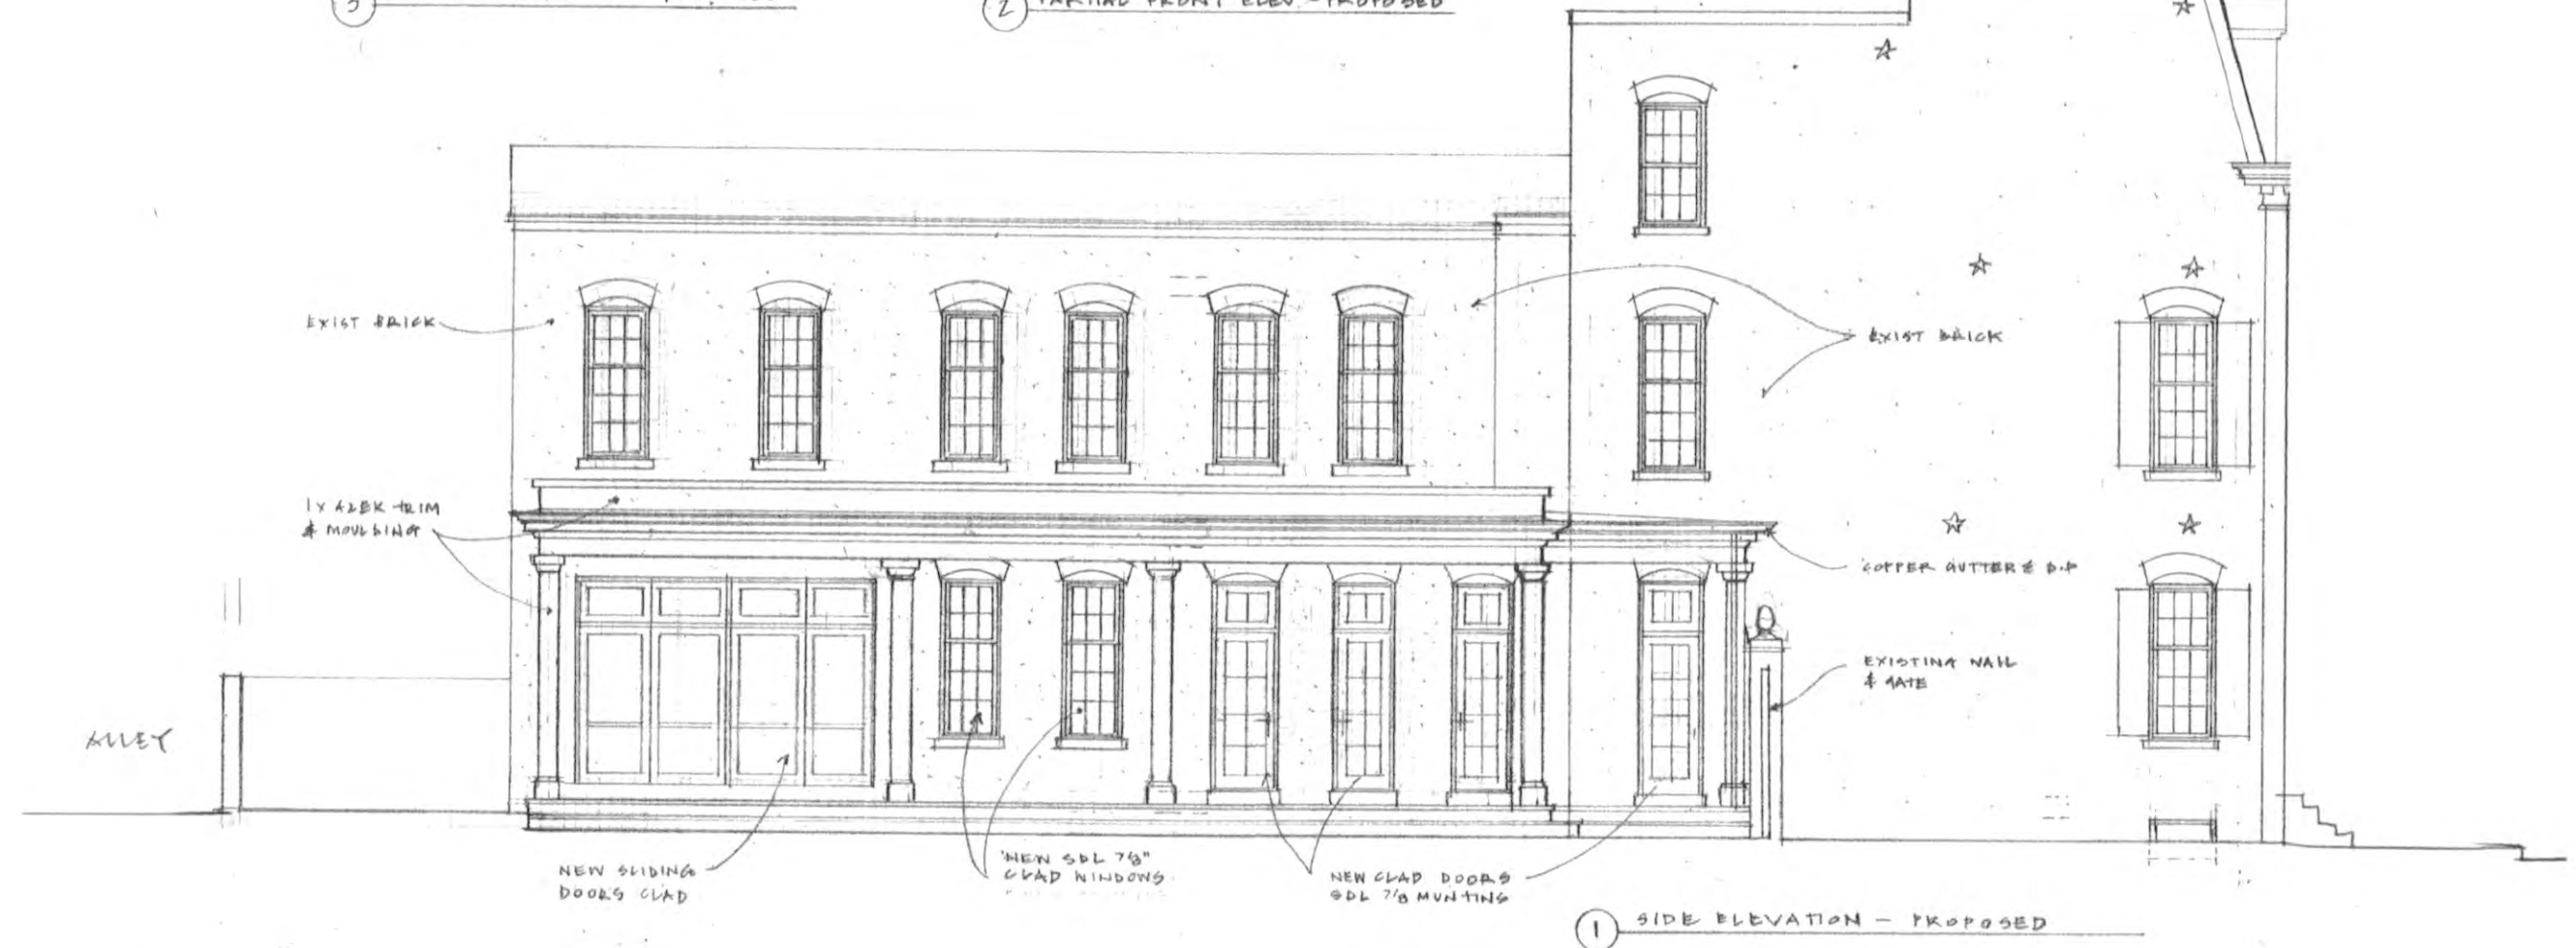 3
2 PARTIAL FRONT ELEV. - PROPOSED
EXIST BRICK
EXIST BRICK
1x AZEK TRIM
& MOULDING
COPPER GUTTER & D.P
EXISTING WALL
& GATE
ALLEY
NEW SLIDING
DOORS CLAD
NEW SDL 7/8"
CLAD WINDOWS
NEW CLAD DOORS
SDL 7/8 MUNTINS
1 SIDE ELEVATION - PROPOSED